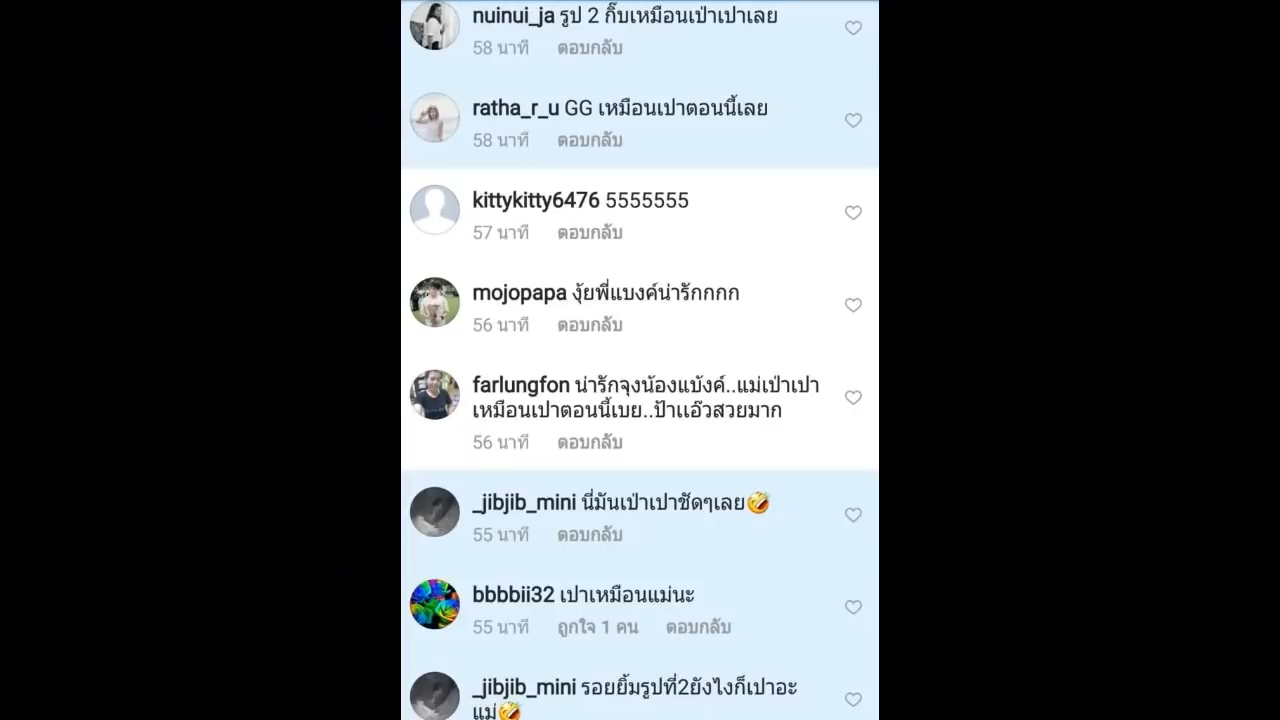 nuinui_ja รูป 2 กิ๊บเหมือนเป่าเปาเลย
58 นาที ตอบกลับ
ratha_r_u GG เหมือนเปาตอนนี้เลย
58 นาที ตอบกลับ
kittykitty6476 5555555
57 นาที ตอบกลับ
mojopapa งุ้ยพี่แบงค์น่ารักกกก
56 นาที ตอบกลับ
farlungfon น่ารักจุงน้องแบ้งค์..แม่เป่าเปา
เหมือนเปาตอนนี้เบย..ป้าแอ๊วสวยมาก
56 นาที ตอบกลับ
_jibjib_mini นี่มันเป่าเปาชัดๆเลย🤣
55 นาที ตอบกลับ
bbbbii32 เปาเหมือนแม่นะ
55 นาที ถูกใจ 1 คน ตอบกลับ
_jibjib_mini รอยยิ้มรูปที่2ยังไงก็เปาอะ
แม่🤣